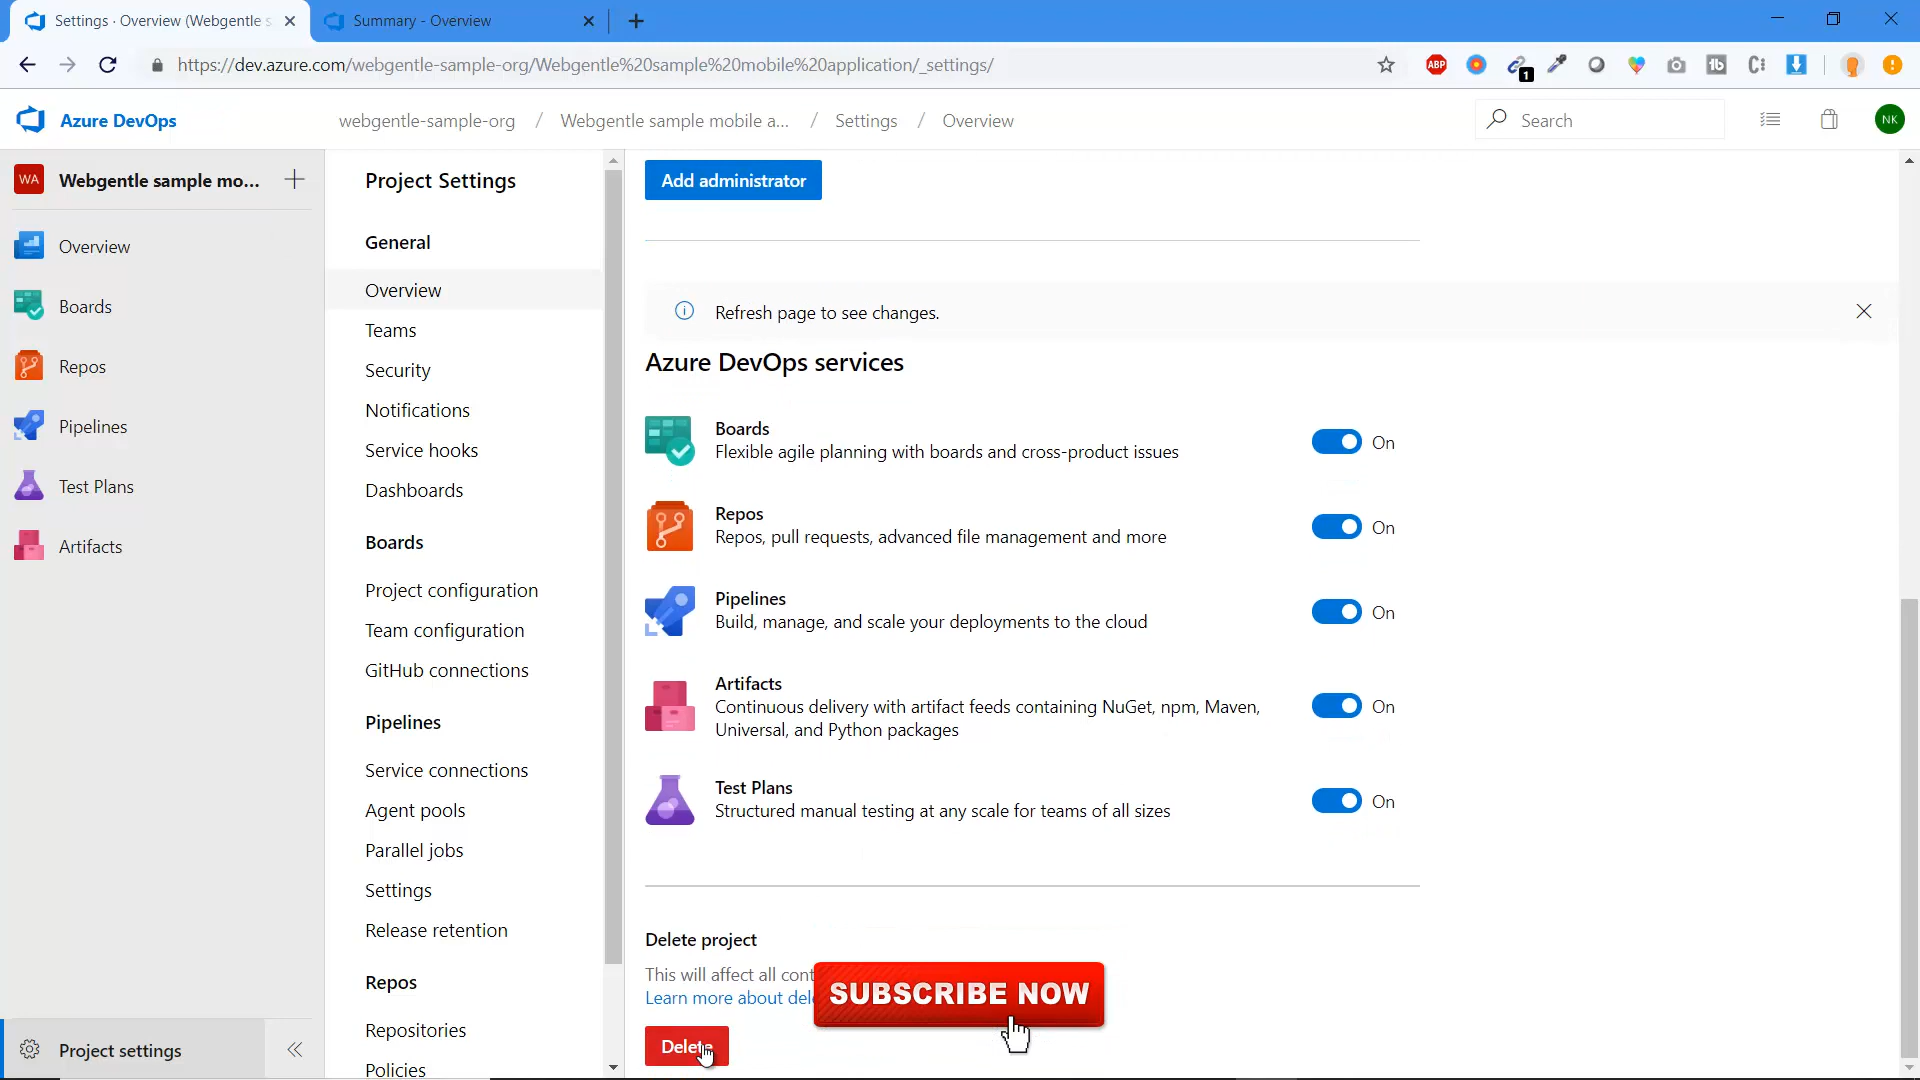 Settings · Overview (Webgentle s
Summary - Overview
https://dev.azure.com/webgentle-sample-org/Webgentle%20sample%20mobile%20application/_settings/
ABP
1
Azure DevOps
webgentle-sample-org / Webgentle sample mobile a... / Settings / Overview
Search
NK
WA
Webgentle sample mo...
Overview
Boards
Repos
Pipelines
Test Plans
Artifacts
Project settings
Project Settings
General
Overview
Teams
Security
Notifications
Service hooks
Dashboards
Boards
Project configuration
Team configuration
GitHub connections
Pipelines
Service connections
Agent pools
Parallel jobs
Settings
Release retention
Repos
Repositories
Policies
Add administrator
Refresh page to see changes.
Azure DevOps services
Boards
Flexible agile planning with boards and cross-product issues
On
Repos
Repos, pull requests, advanced file management and more
On
Pipelines
Build, manage, and scale your deployments to the cloud
On
Artifacts
Continuous delivery with artifact feeds containing NuGet, npm, Maven,
Universal, and Python packages
On
Test Plans
Structured manual testing at any scale for teams of all sizes
On
Delete project
This will affect all cont
Learn more about del
SUBSCRIBE NOW
Delete